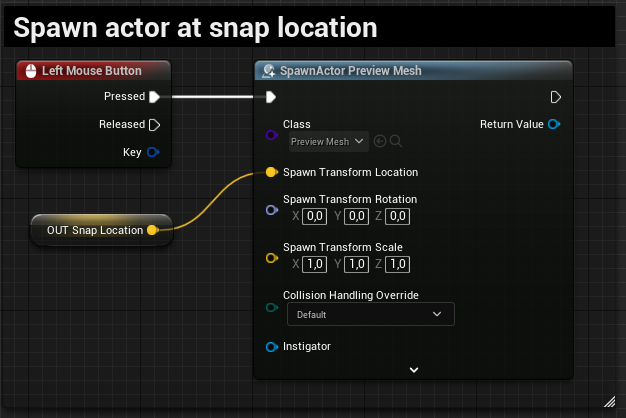 Spawn actor at snap location
Left Mouse Button
Pressed
Released
Key
OUT Snap Location
SpawnActor Preview Mesh
Class
Preview Mesh
Return Value
Spawn Transform Location
Spawn Transform Rotation
X 0,0 Y 0,0 Z 0,0
Spawn Transform Scale
X 1,0 Y 1,0 Z 1,0
Collision Handling Override
Default
Instigator